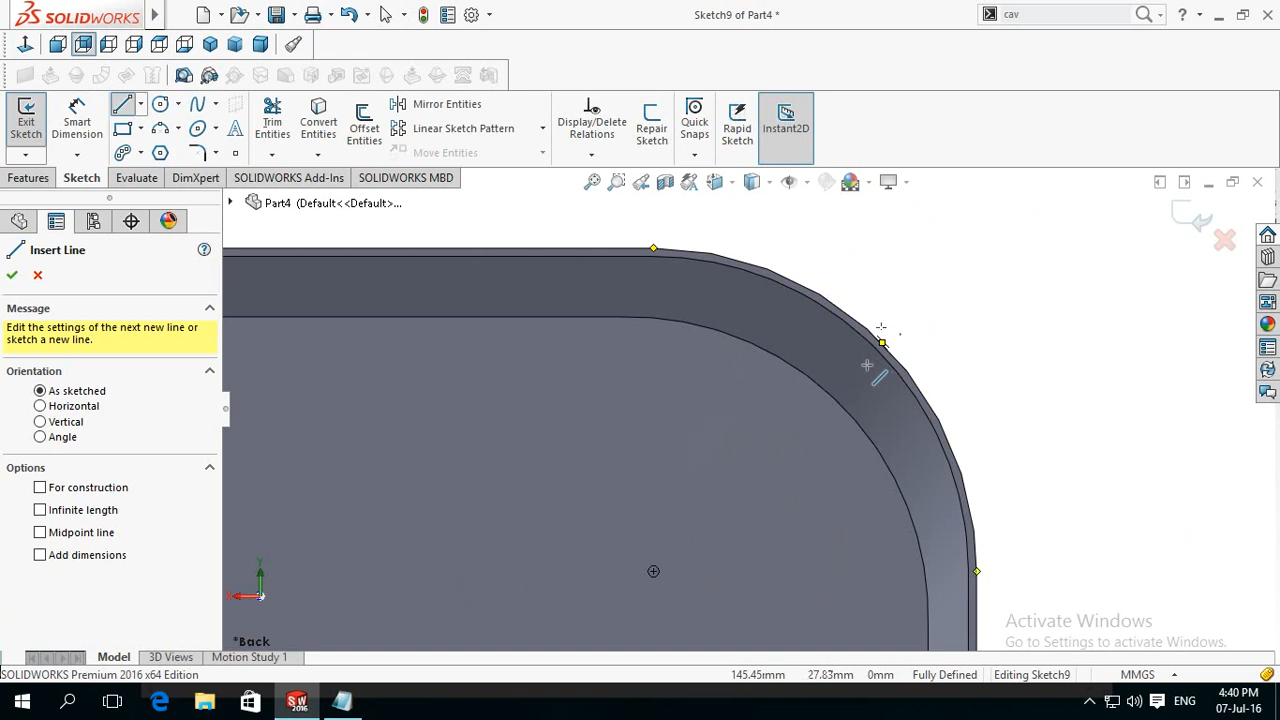 SOLIDWORKS
Sketch9 of Part4 *
cav
Exit Sketch
Smart Dimension
Trim Entities
Convert Entities
Offset Entities
Mirror Entities
Linear Sketch Pattern
Move Entities
Display/Delete Relations
Repair Sketch
Quick Snaps
Rapid Sketch
Instant2D
Features
Sketch
Evaluate
DimXpert
SOLIDWORKS Add-Ins
SOLIDWORKS MBD
Part4 (Default<<Default>...
Insert Line
Message
Edit the settings of the next new line or
sketch a new line.
Orientation
As sketched
Horizontal
Vertical
Angle
Options
For construction
Infinite length
Midpoint line
Add dimensions
Y
X
*Back
Activate Windows
Go to Settings to activate Windows.
Model
3D Views
Motion Study 1
SOLIDWORKS Premium 2016 x64 Edition
145.45mm
27.83mm
0mm
Fully Defined
Editing Sketch9
MMGS
SW
2016
ENG
4:40 PM
07-Jul-16